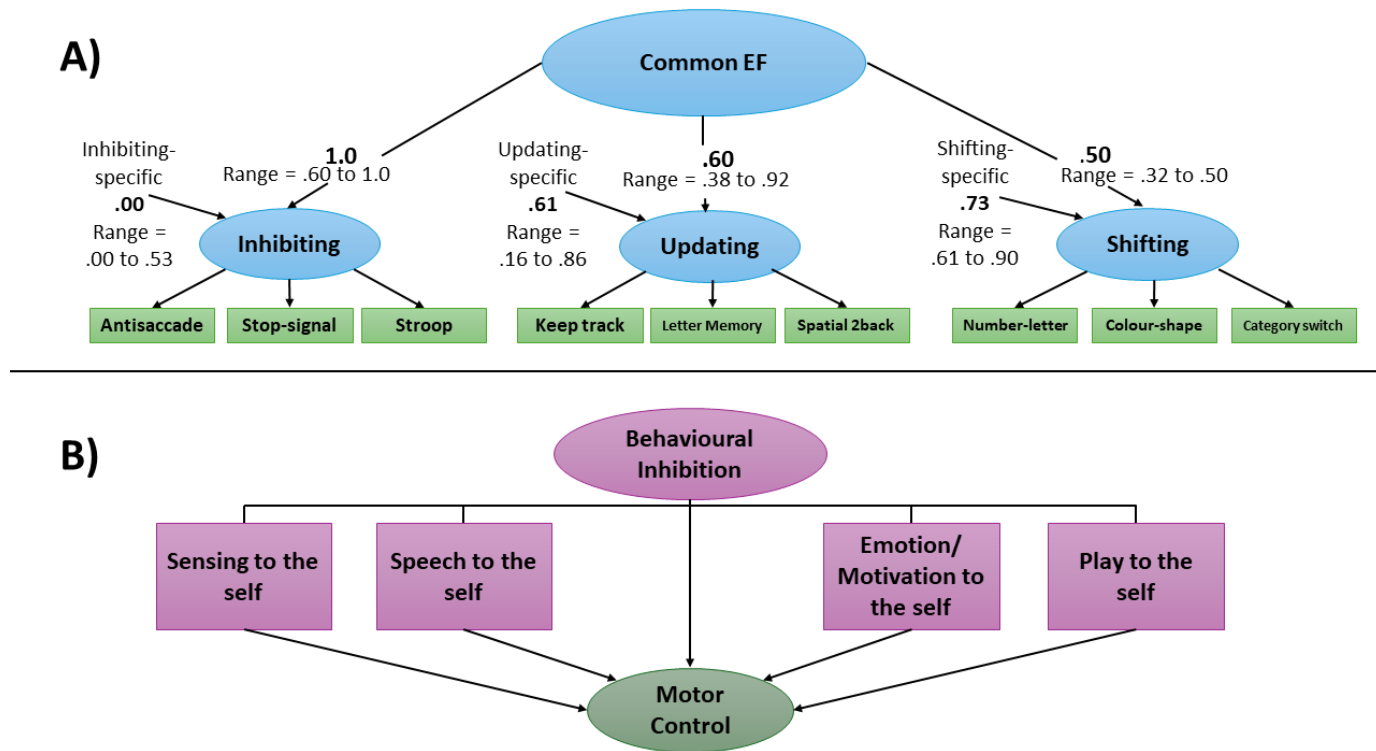 A)
Common EF
Inhibiting-
specific
.00
Range =
.00 to .53
1.0
Range = .60 to 1.0
Inhibiting
Updating-
specific
.61
Range =
.16 to .86
.60
Range = .38 to .92
Updating
Shifting-
specific
.73
Range =
.61 to .90
.50
Range = .32 to .50
Shifting
Antisaccade
Stop-signal
Stroop
Keep track
Letter Memory
Spatial 2back
Number-letter
Colour-shape
Category switch
B)
Behavioural
Inhibition
Sensing to the
self
Speech to the
self
Emotion/
Motivation to
the self
Play to the
self
Motor
Control